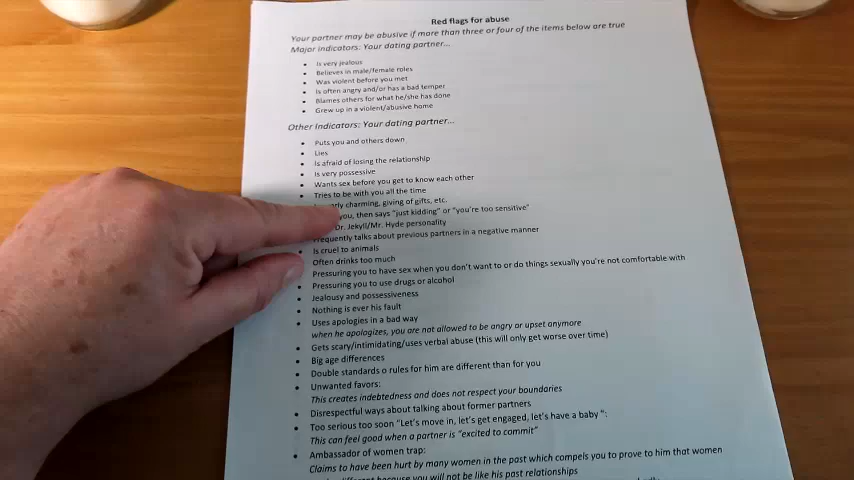 Red flags for abuse
Your partner may be abusive if more than three or four of the items below are true
Major Indicators: Your dating partner...
• Is very jealous
• Believes in male/female roles
• Was violent before you met
• Is often angry and/or has a bad temper
• Blames others for what he/she has done
• Grew up in a violent/abusive home
Other Indicators: Your dating partner...
• Puts you and others down
• Lies
• Is afraid of losing the relationship
• Is very possessive
• Wants sex before you get to know each other
• Tries to be with you all the time
charming, giving of gifts, etc.
you, then says "just kidding" or "you're too sensitive"
Dr. Jekyll/Mr. Hyde personality
Frequently talks about previous partners in a negative manner
• Is cruel to animals
Often drinks too much
Pressuring you to have sex when you don't want to or do things sexually you're not comfortable with
• Pressuring you to use drugs or alcohol
• Jealousy and possessiveness
• Nothing is ever his fault
• Uses apologies in a bad way
when he apologizes, you are not allowed to be angry or upset anymore
• Gets scary/intimidating/uses verbal abuse (this will only get worse over time)
• Big age differences
• Double standards o rules for him are different than for you
• Unwanted favors:
This creates indebtedness and does not respect your boundaries
• Disrespectful ways about talking about former partners
• Too serious too soon "Let's move in, let's get engaged, let's have a baby ":
This can feel good when a partner is "excited to commit"
• Ambassador of women trap:
Claims to have been hurt by many women in the past which compels you to prove to him that women
because you will not be like his past relationships